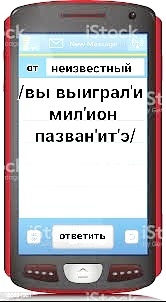 New Message
от неизвестный
/вы выиграл'и
мил'ион
пазван'ит'э/
ответить
iStock